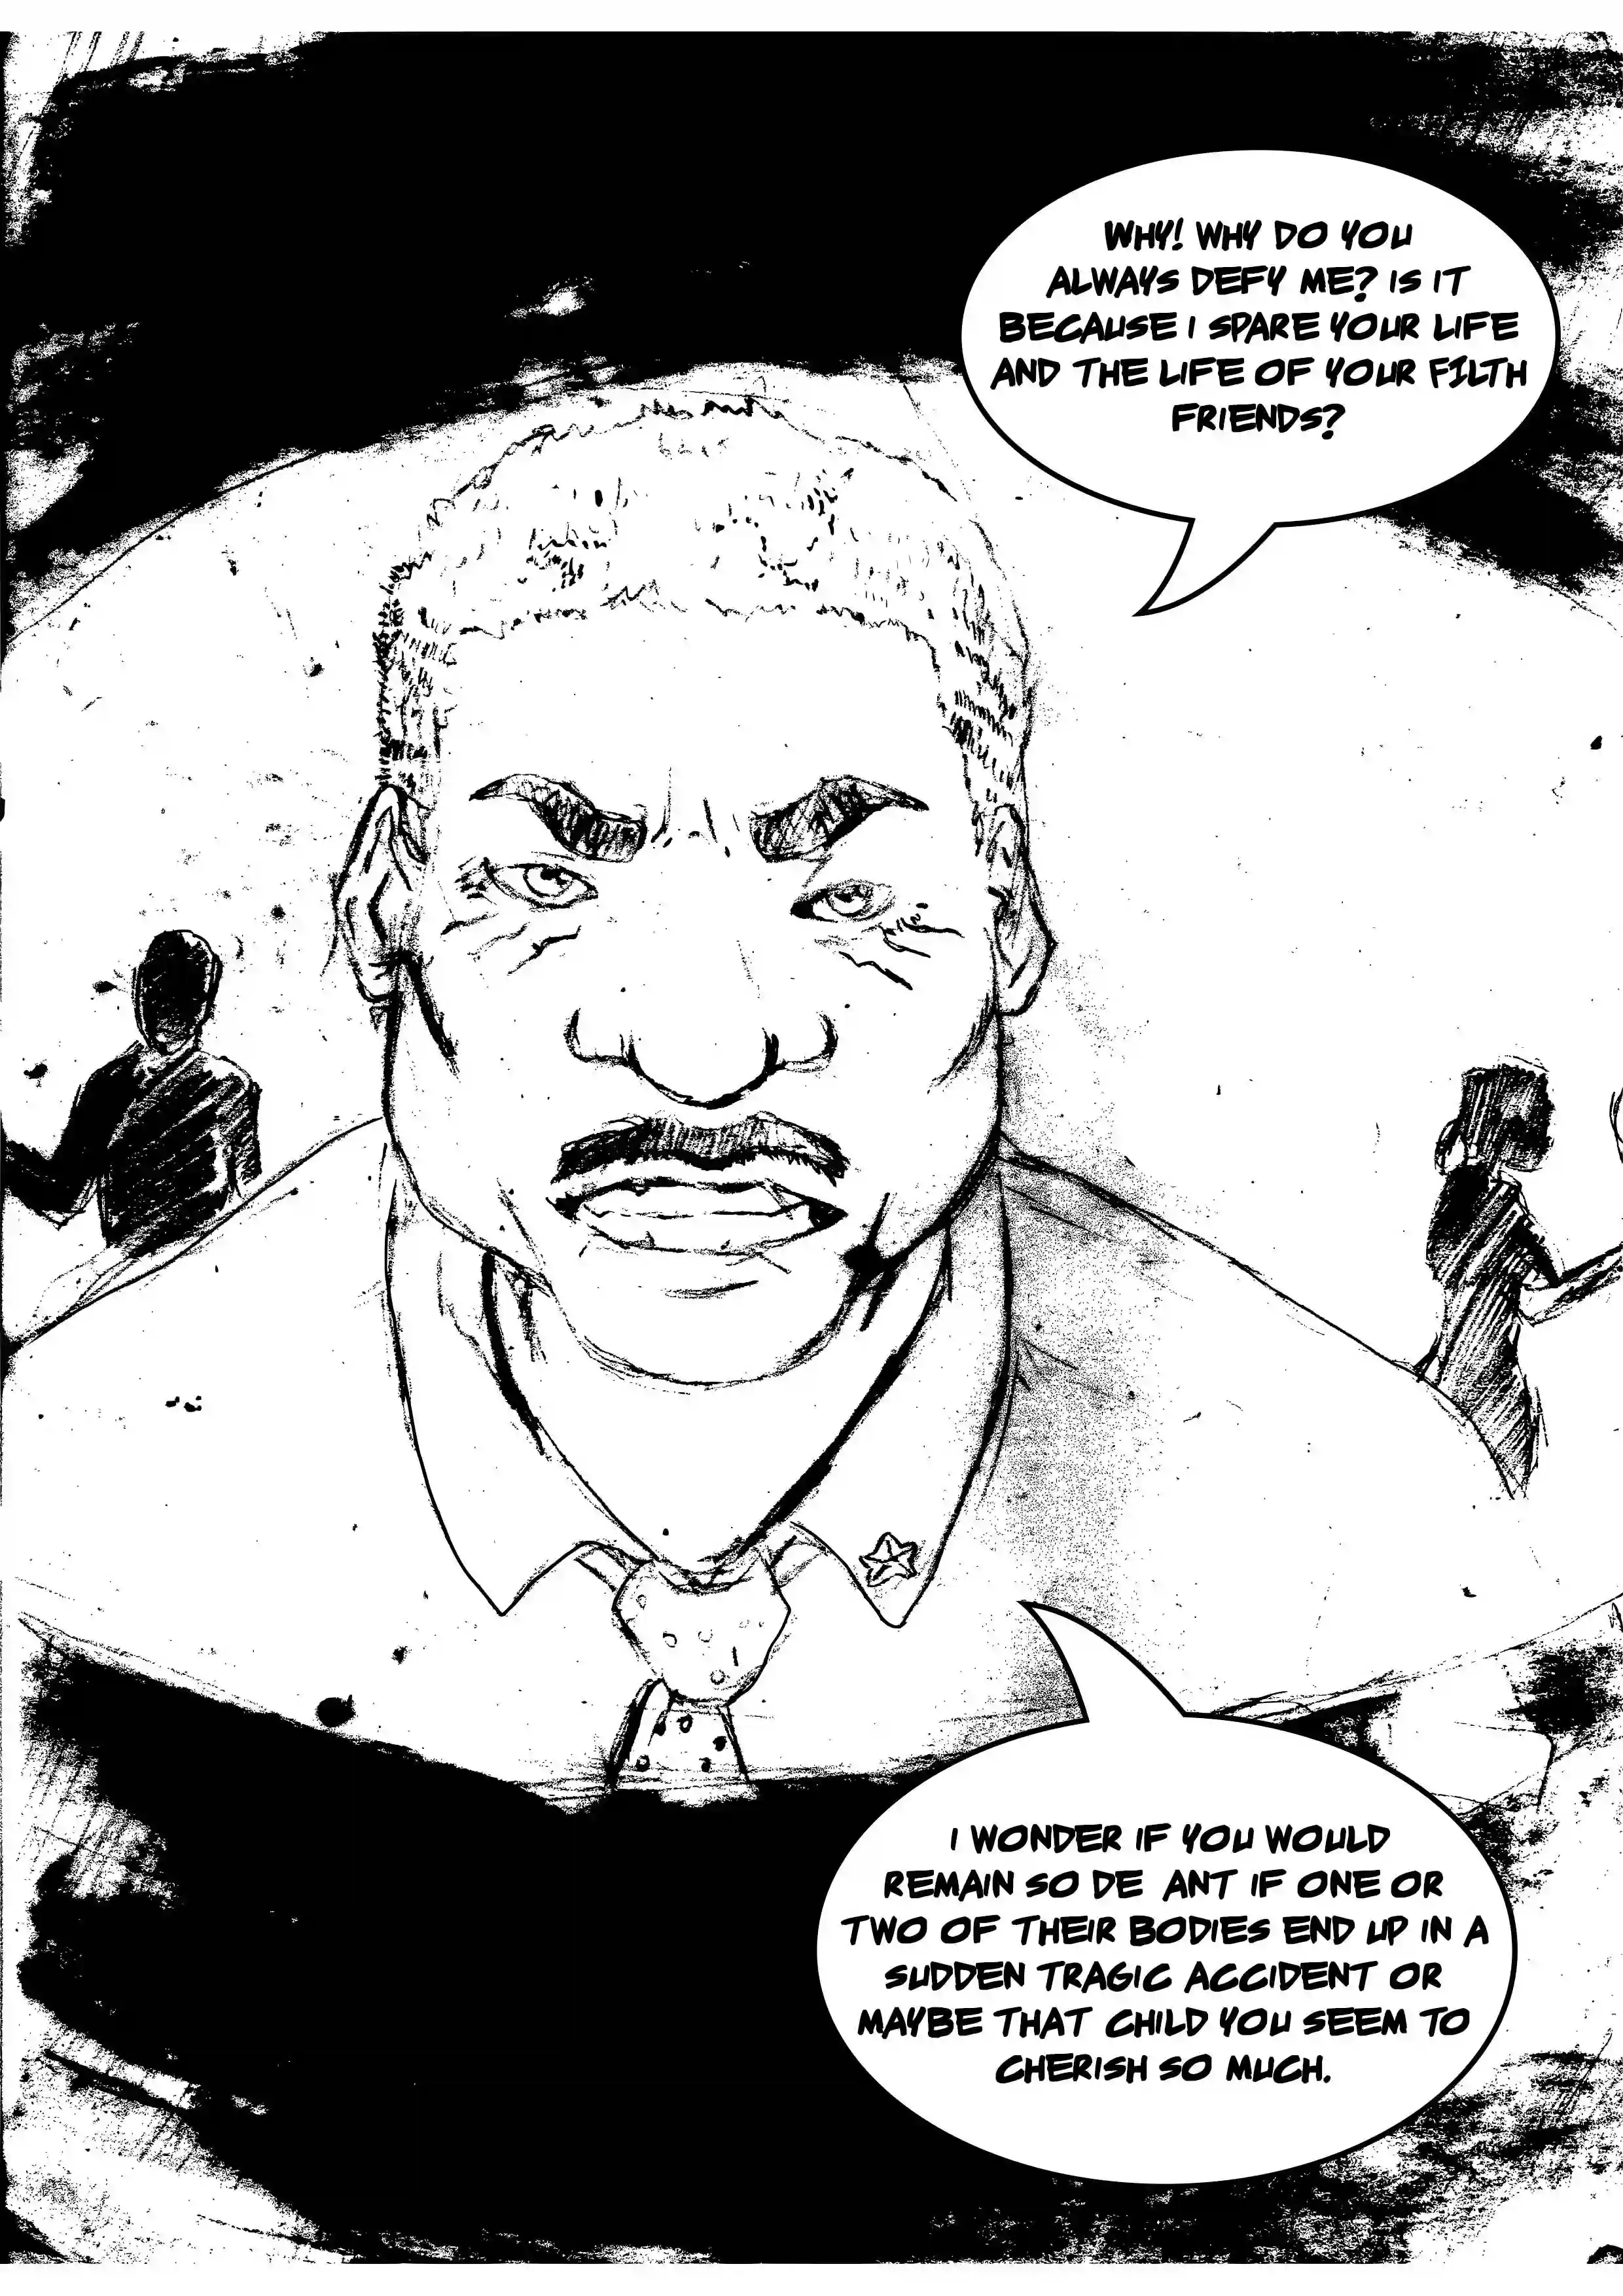 WHY! WHY DO YOU
ALWAYS DEFY ME? IS IT
BECAUSE I SPARE YOUR LIFE
AND THE LIFE OF YOUR FILTH
FRIENDS?
I WONDER IF YOU WOULD
REMAIN SO DE ANT IF ONE OR
TWO OF THEIR BODIES END UP IN A
SUDDEN TRAGIC ACCIDENT OR
MAYBE THAT CHILD YOU SEEM TO
CHERISH SO MUCH.